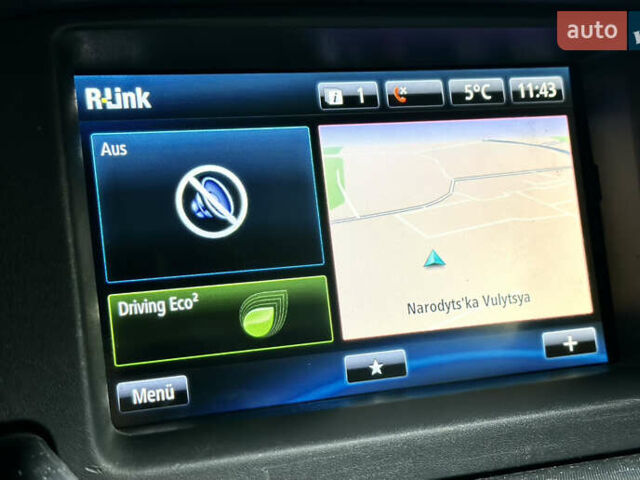 auto
R-Link
1
5°C
11:43
Aus
Driving Eco²
Narodyts'ka Vulytsya
Menü